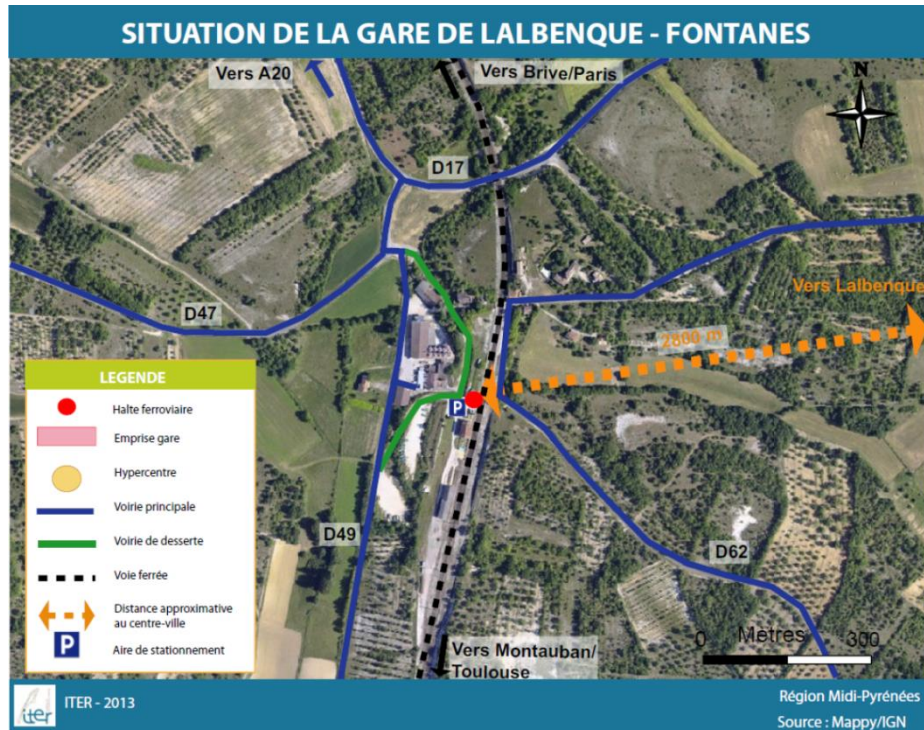 SITUATION DE LA GARE DE LALBENQUE - FONTANES
Vers A20
Vers Brive/Paris
N
D17
Vers Lalbenque
D47
2800 m
LEGENDE
Halte ferroviaire
Emprise gare
Hypercentre
Voirie principale
Voirie de desserte
Voie ferrée
Distance approximative
au centre-ville
P
Aire de stationnement
P
D49
D62
Vers Montauban/
Toulouse
0 Mètres 300
iter
ITER - 2013
Région Midi-Pyrénées
Source : Mappy/IGN